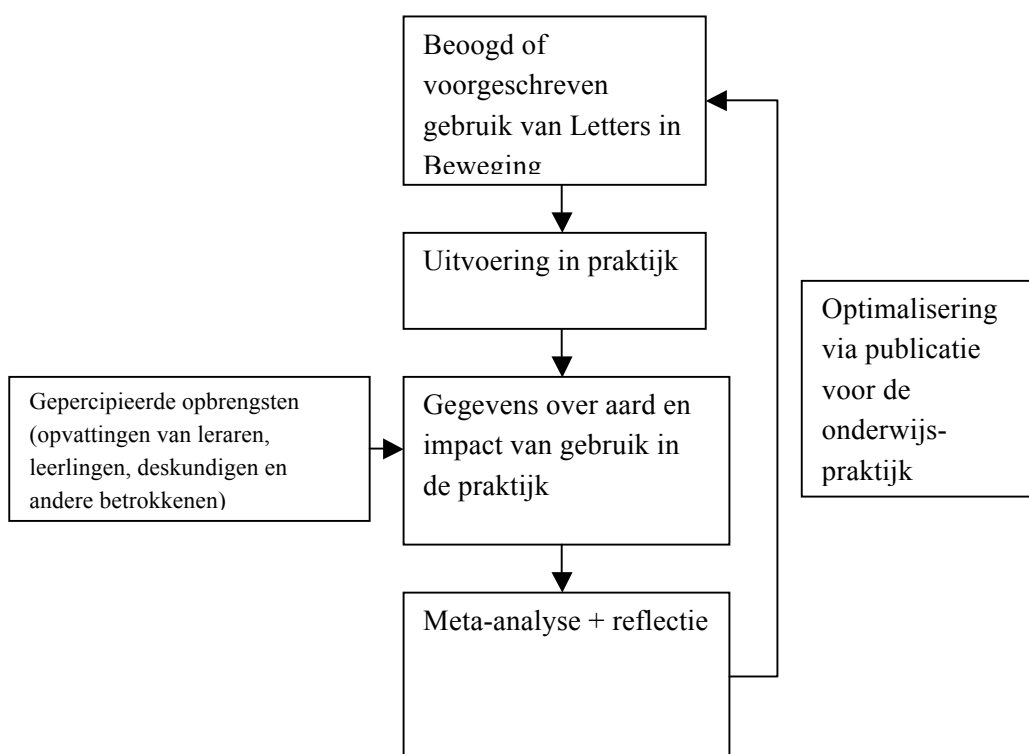 Beoogd of
voorgeschreven
gebruik van Letters in
Beweging
Uitvoering in praktijk
Optimalisering
via publicatie
voor de
onderwijs-
praktijk
Gepercipieerde opbrengsten
(opvattingen van leraren,
leerlingen, deskundigen en
andere betrokkenen)
Gegevens over aard en
impact van gebruik in
de praktijk
Meta-analyse + reflectie